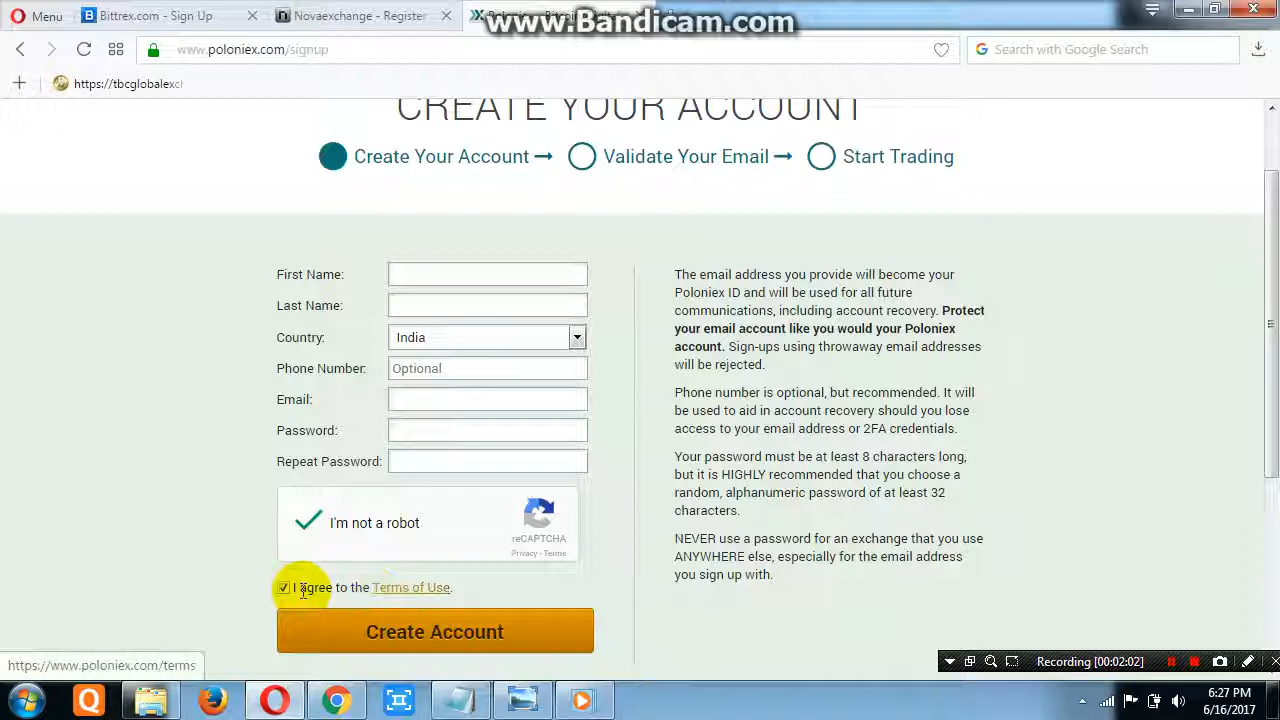 Menu
Bittrex.com - Sign Up
Novaexchange - Register
www.Bandicam.com
www.poloniex.com/signup
Search with Google Search
https://tbcglobalexcl
CREATE YOUR ACCOUNT
Create Your Account
Validate Your Email
Start Trading
First Name:
Last Name:
Country:
India
Phone Number:
Optional
Email:
Password:
Repeat Password:
I'm not a robot
reCAPTCHA
Privacy - Terms
I agree to the Terms of Use.
Create Account
The email address you provide will become your
Poloniex ID and will be used for all future
communications, including account recovery. Protect
your email account like you would your Poloniex
account. Sign-ups using throwaway email addresses
will be rejected.
Phone number is optional, but recommended. It will
be used to aid in account recovery should you lose
access to your email address or 2FA credentials.
Your password must be at least 8 characters long,
but it is HIGHLY recommended that you choose a
random, alphanumeric password of at least 32
characters.
NEVER use a password for an exchange that you use
ANYWHERE else, especially for the email address
you sign up with.
https://www.poloniex.com/terms
Recording [00:02:02]
6:27 PM
6/16/2017